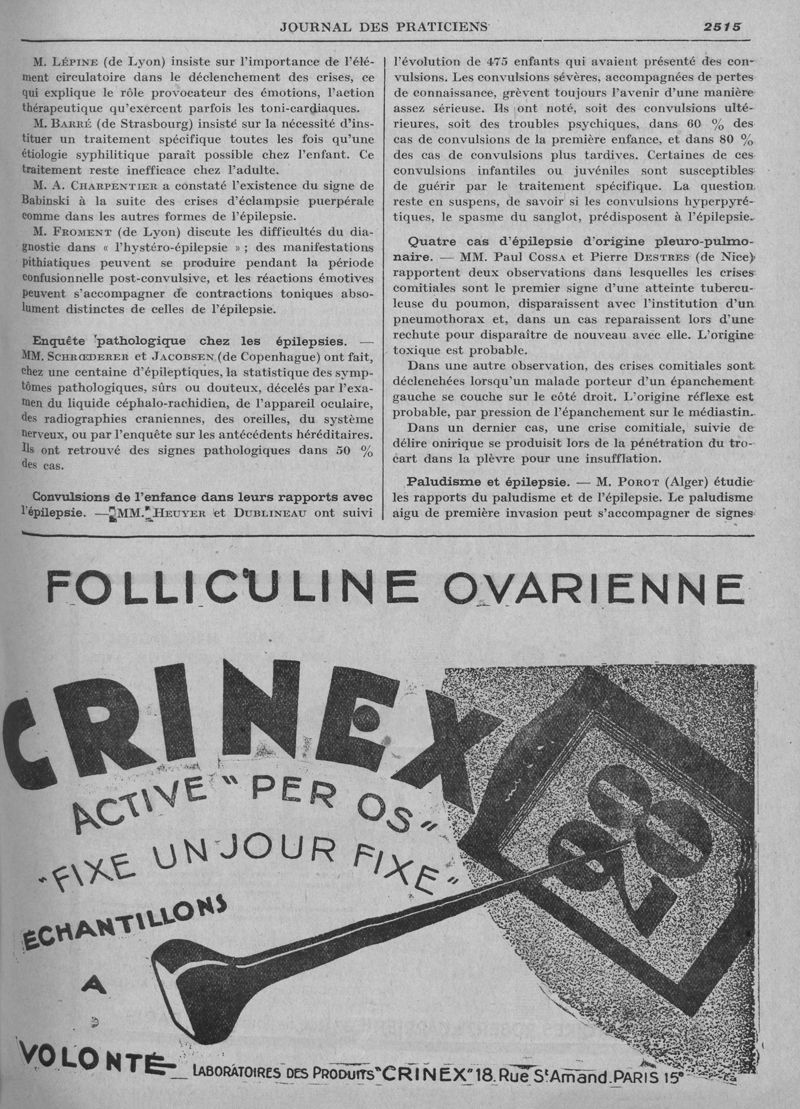 JOURNAL DES PRATICIENS 2515
M. LÉPINE (de Lyon) insiste sur l'importance de l'élé-
ment circulatoire dans le déclenchement des crises, ce
qui explique le rôle provocateur des émotions, l'action
thérapeutique qu'exercent parfois les toni-cardiaques.
M. BARRÉ (de Strasbourg) insiste sur la nécessité d'ins-
tituer un traitement spécifique toutes les fois qu'une
étiologie syphilitique paraît possible chez l'enfant. Ce
traitement reste inefficace chez l'adulte.
M. A. CHARPENTIER a constaté l'existence du signe de
Babinski à la suite des crises d'éclampsie puerpérale
comme dans les autres formes de l'épilepsie.
M. FROMENT (de Lyon) discute les difficultés du dia-
gnostic dans « l'hystéro-épilepsie » ; des manifestations
pithiatiques peuvent se produire pendant la période
confusionnelle post-convulsive, et les réactions émotives
peuvent s'accompagner de contractions toniques abso-
lument distinctes de celles de l'épilepsie.
Enquête pathologique chez les épilepsies. —
MM. SCHRŒDERER et JACOBSEN (de Copenhague) ont fait,
chez une centaine d'épileptiques, la statistique des symp-
tômes pathologiques, sûrs ou douteux, décelés par l'exa-
men du liquide céphalo-rachidien, de l'appareil oculaire,
des radiographies craniennes, des oreilles, du système
nerveux, ou par l'enquête sur les antécédents héréditaires.
Ils ont retrouvé des signes pathologiques dans 50 %
des cas.
Convulsions de l'enfance dans leurs rapports avec
l'épilepsie. — MM. HEUYER et DUBLINEAU ont suivi
l'évolution de 475 enfants qui avaient présenté des con-
vulsions. Les convulsions sévères, accompagnées de pertes
de connaissance, grèvent toujours l'avenir d'une manière
assez sérieuse. Ils ont noté, soit des convulsions ulté-
rieures, soit des troubles psychiques, dans 60 % des
cas de convulsions de la première enfance, et dans 80 %
des cas de convulsions plus tardives. Certaines de ces
convulsions infantiles ou juvéniles sont susceptibles
de guérir par le traitement spécifique. La question
reste en suspens, de savoir si les convulsions hyperpyré-
tiques, le spasme du sanglot, prédisposent à l'épilepsie.
Quatre cas d'épilepsie d'origine pleuro-pulmo-
naire. — MM. Paul COSSA et Pierre DESTRES (de Nice)
rapportent deux observations dans lesquelles les crises
comitiales sont le premier signe d'une atteinte tubercu-
leuse du poumon, disparaissent avec l'institution d'un
pneumothorax et, dans un cas reparaissent lors d'une
rechute pour disparaître de nouveau avec elle. L'origine
toxique est probable.
Dans une autre observation, des crises comitiales sont
déclenchées lorsqu'un malade porteur d'un épanchement
gauche se couche sur le côté droit. L'origine réflexe est
probable, par pression de l'épanchement sur le médiastin.
Dans un dernier cas, une crise comitiale, suivie de
délire onirique se produisit lors de la pénétration du tro-
cart dans la plèvre pour une insufflation.
Paludisme et épilepsie. — M. POROT (Alger) étudie
les rapports du paludisme et de l'épilepsie. Le paludisme
aigu de première invasion peut s'accompagner de signes
FOLLICULINE OVARIENNE
CRINEX
ACTIVE "PER OS"
"FIXE UN JOUR FIXE"
ÉCHANTILLONS
A
VOLONTÉ
28
LABORATOIRES DES PRODUITS "CRINEX" 18, Rue St Amand. PARIS 15e